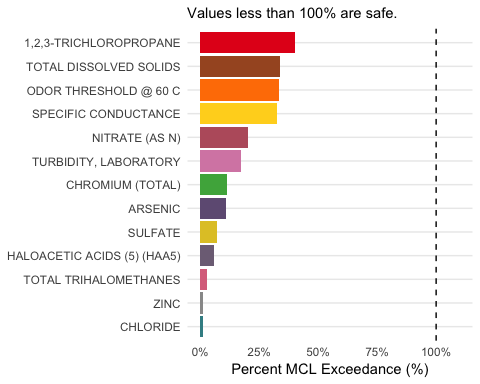 Values less than 100% are safe.
1,2,3-TRICHLOROPROPANE
TOTAL DISSOLVED SOLIDS
ODOR THRESHOLD @ 60 C
SPECIFIC CONDUCTANCE
NITRATE (AS N)
TURBIDITY, LABORATORY
CHROMIUM (TOTAL)
ARSENIC
SULFATE
HALOACETIC ACIDS (5) (HAA5)
TOTAL TRIHALOMETHANES
ZINC
CHLORIDE
0% 25% 50% 75% 100%
Percent MCL Exceedance (%)